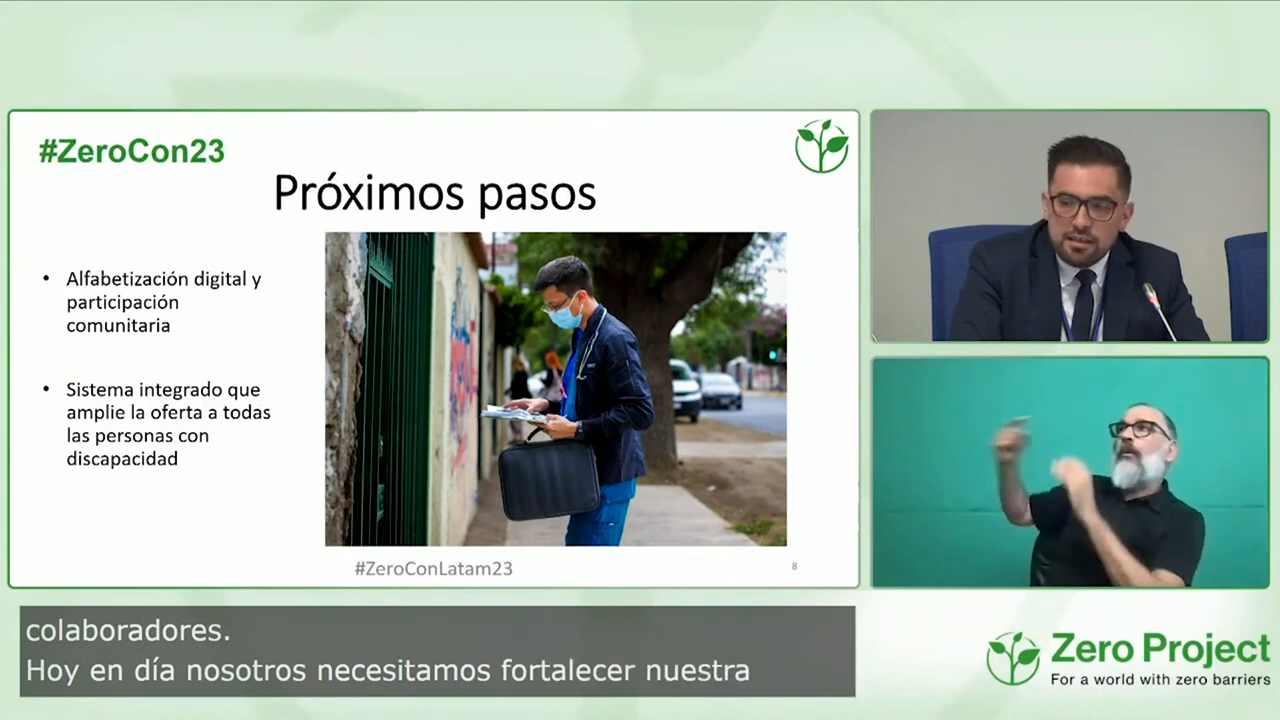 #ZeroCon23
Próximos pasos
• Alfabetización digital y
participación
comunitaria
• Sistema integrado que
amplie la oferta a todas
las personas con
discapacidad
#ZeroConLatam23
8
colaboradores.
Hoy en día nosotros necesitamos fortalecer nuestra
Zero Project
For a world with zero barriers